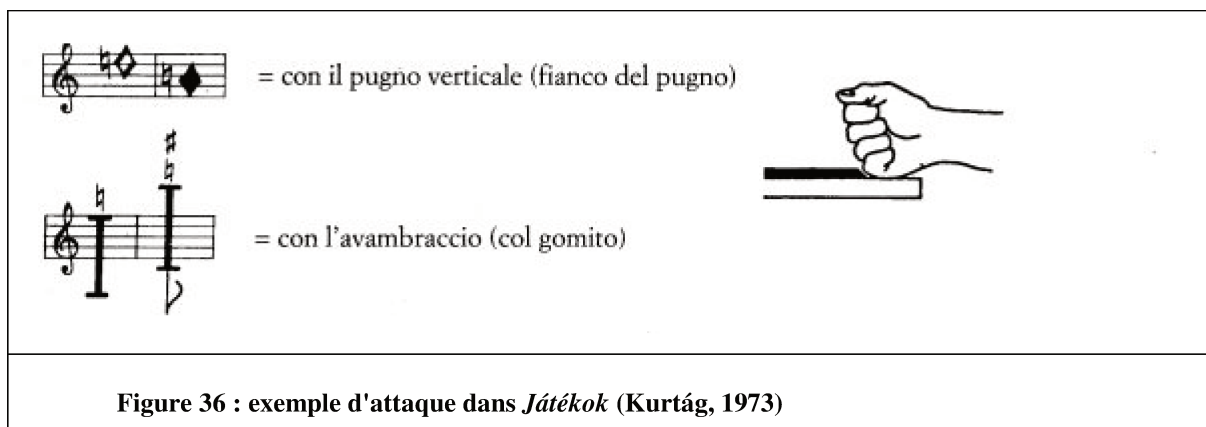 = con il pugno verticale (fianco del pugno)
= con l'avambraccio (col gomito)
Figure 36 : exemple d'attaque dans Játékok (Kurtág, 1973)